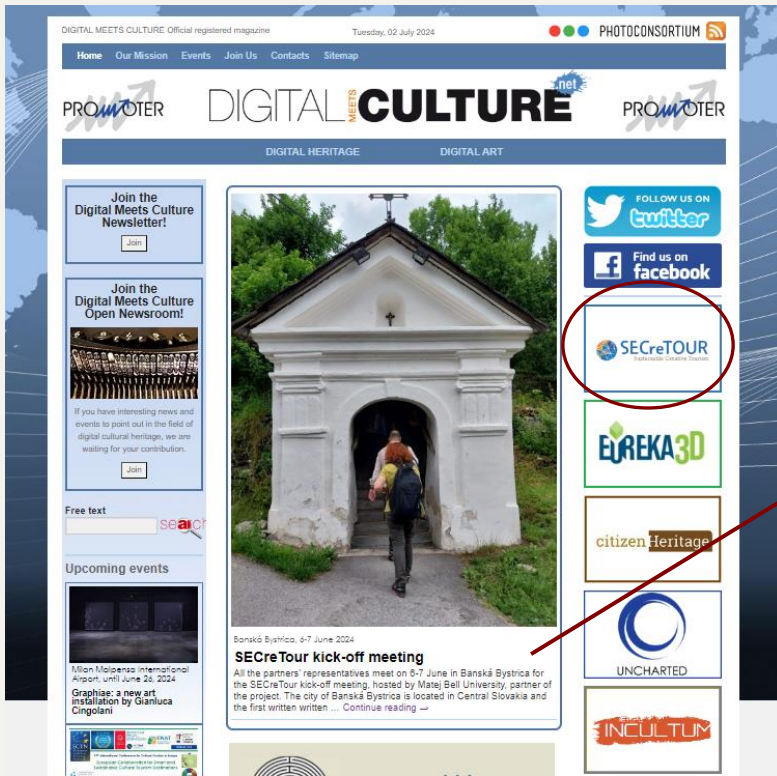 DIGITAL MEETS CULTURE Official registered magazine
Tuesday, 02 July 2024
PHOTOCONSORTIUM
Home Our Mission Events Join Us Contacts Sitemap
PROMOTER
DIGITAL MEETS CULTURE .net
PROMOTER
DIGITAL HERITAGE DIGITAL ART
Join the
Digital Meets Culture
Newsletter!
Join
Join the
Digital Meets Culture
Open Newsroom!
If you have interesting news and
events to point out in the field of
digital cultural heritage, we are
waiting for your contribution.
Join
Free text
search
Upcoming events
Milan Malpensa International
Airport, until June 26, 2024
Graphiae: a new art
installation by Gianluca
Cingolani
Banská Bystrica, 6-7 June 2024
SECreTour kick-off meeting
All the partners' representatives meet on 6-7 June in Banská Bystrica for
the SECreTour kick-off meeting, hosted by Matej Bell University, partner of
the project. The city of Banská Bystrica is located in Central Slovakia and
the first written written ... Continue reading →
FOLLOW US ON
twitter
Find us on
facebook
SECreTOUR
Sustainable Creative Tourism
EUREKA3D
citizen Heritage
UNCHARTED
INCULTUM